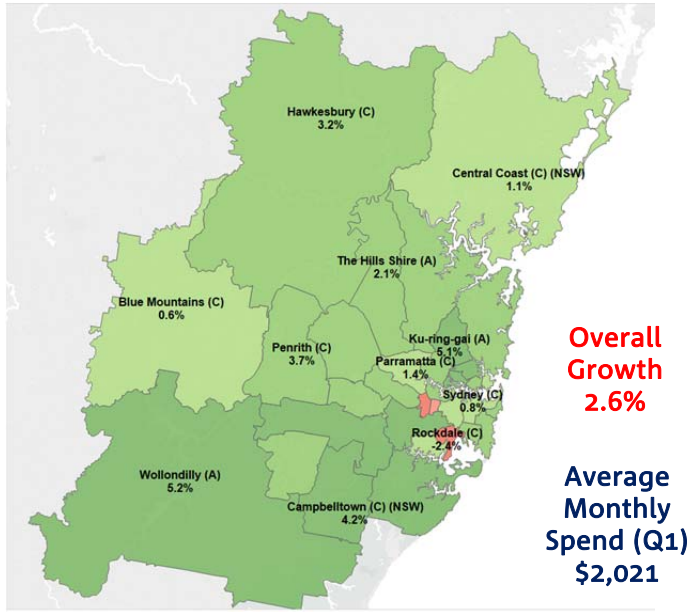 Hawkesbury (C)
3.2%
Central Coast (C) (NSW)
1.1%
The Hills Shire (A)
2.1%
Blue Mountains (C)
0.6%
Penrith (C)
3.7%
Ku-ring-gai (A)
5.1%
Parramatta (C)
1.4%
Sydney (C)
0.8%
Rockdale (C)
-2.4%
Wollondilly (A)
5.2%
Campbelltown (C) (NSW)
4.2%
Overall
Growth
2.6%
Average
Monthly
Spend (Q1)
$2,021